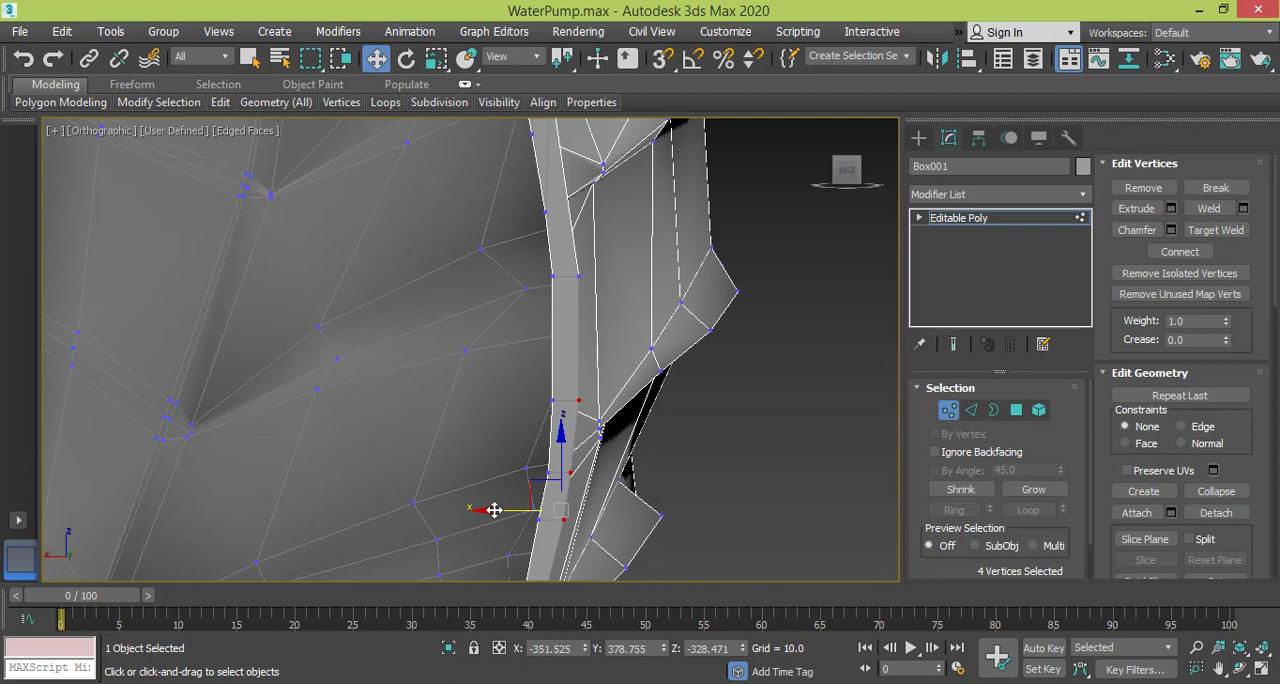 WaterPump.max - Autodesk 3ds Max 2020
File Edit Tools Group Views Create Modifiers Animation Graph Editors Rendering Civil View Customize Scripting Interactive » Sign In Workspaces: Default
All View Create Selection Se
Modeling Freeform Selection Object Paint Populate
Polygon Modeling Modify Selection Edit Geometry (All) Vertices Loops Subdivision Visibility Align Properties
[+] [Orthographic] [User Defined] [Edged Faces]
Box001
Modifier List
Editable Poly
Selection
By Vertex
Ignore Backfacing
By Angle: 45.0
Shrink Grow
Ring Loop
Preview Selection
Off SubObj Multi
4 Vertices Selected
Edit Vertices
Remove Break
Extrude Weld
Chamfer Target Weld
Connect
Remove Isolated Vertices
Remove Unused Map Verts
Weight: 1.0
Crease: 0.0
Edit Geometry
Repeat Last
Constraints
None Edge
Face Normal
Preserve UVs
Create Collapse
Attach Detach
Slice Plane Split
Slice Reset Plane
z
x
z
x y
< 0 / 100 >
0 5 10 15 20 25 30 35 40 45 50 55 60 65 70 75 80 85 90 95 100
1 Object Selected X: -351.525 Y: 378.755 Z: -328.471 Grid = 10.0 Auto Key Selected
MAXScript Mi Click or click-and-drag to select objects Add Time Tag 0 Set Key Key Filters...